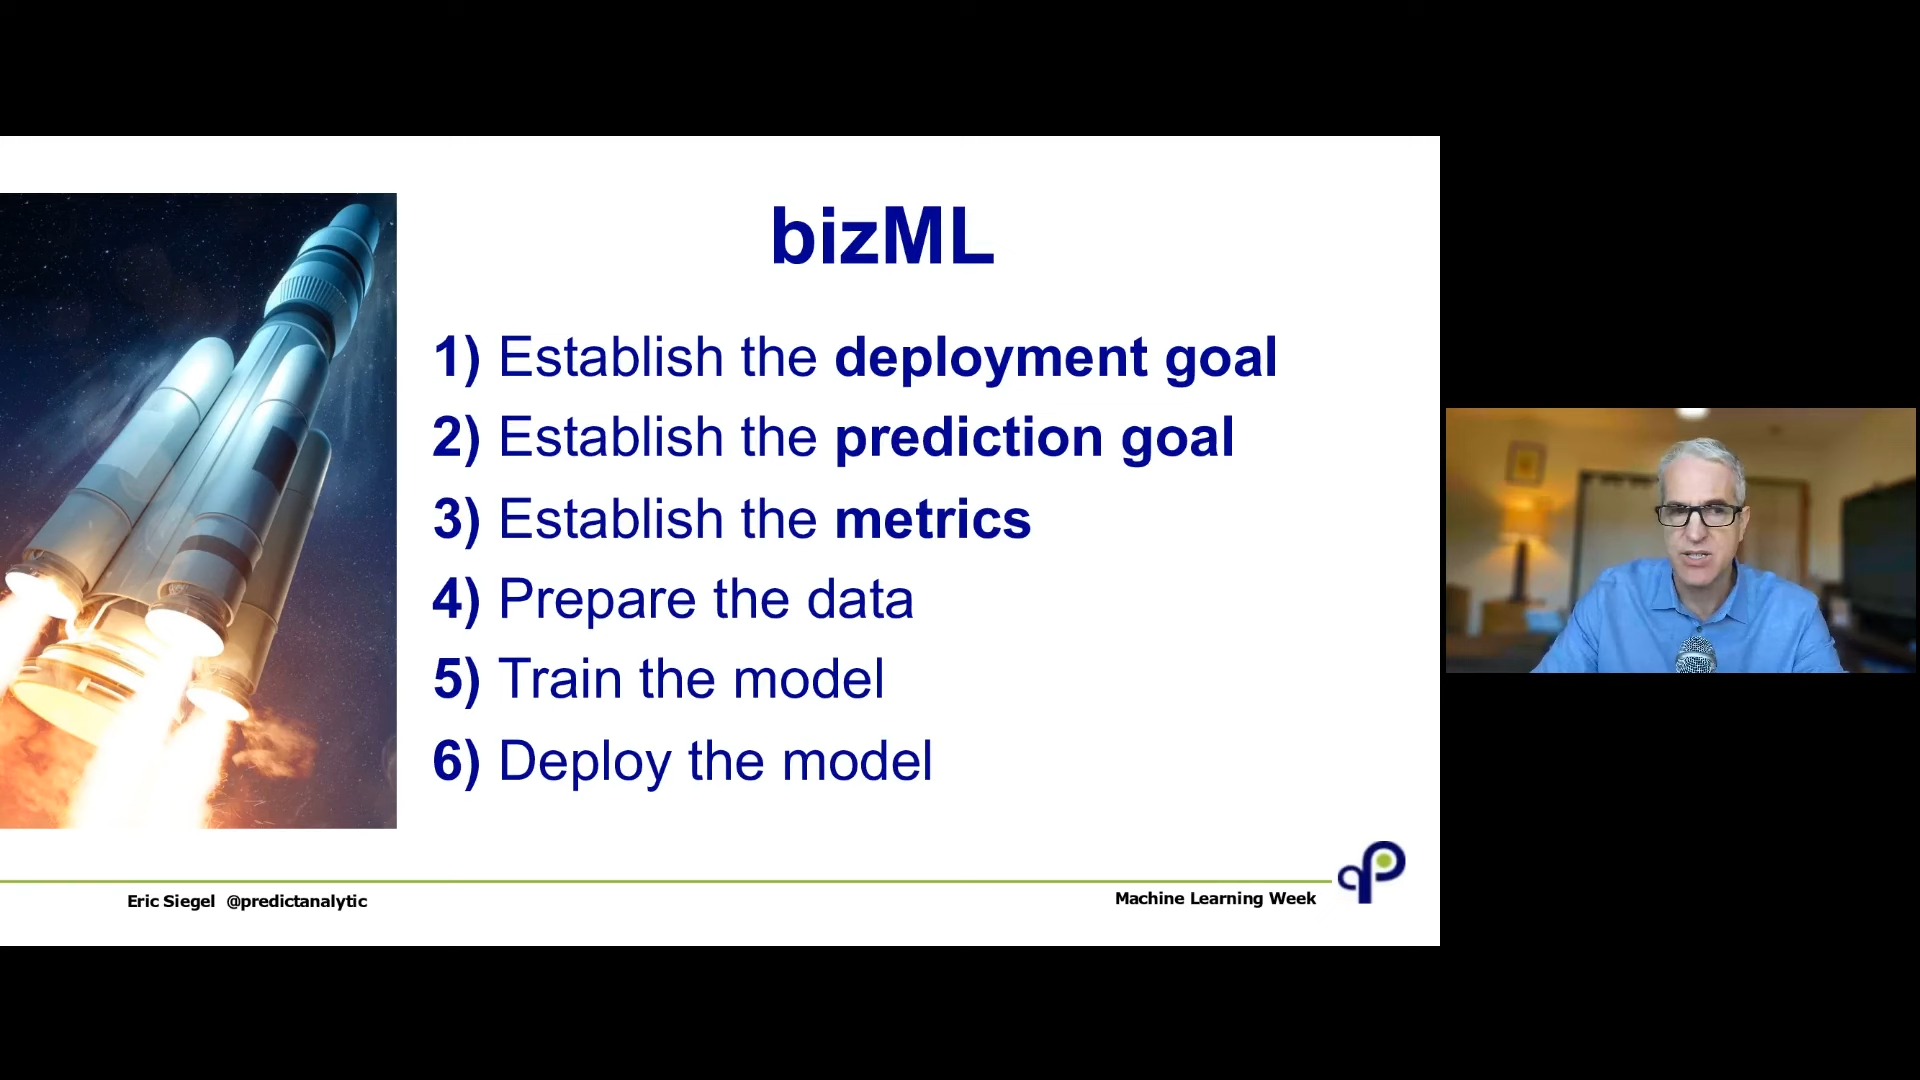 bizML
1) Establish the deployment goal
2) Establish the prediction goal
3) Establish the metrics
4) Prepare the data
5) Train the model
6) Deploy the model
Eric Siegel @predictanalytic
Machine Learning Week